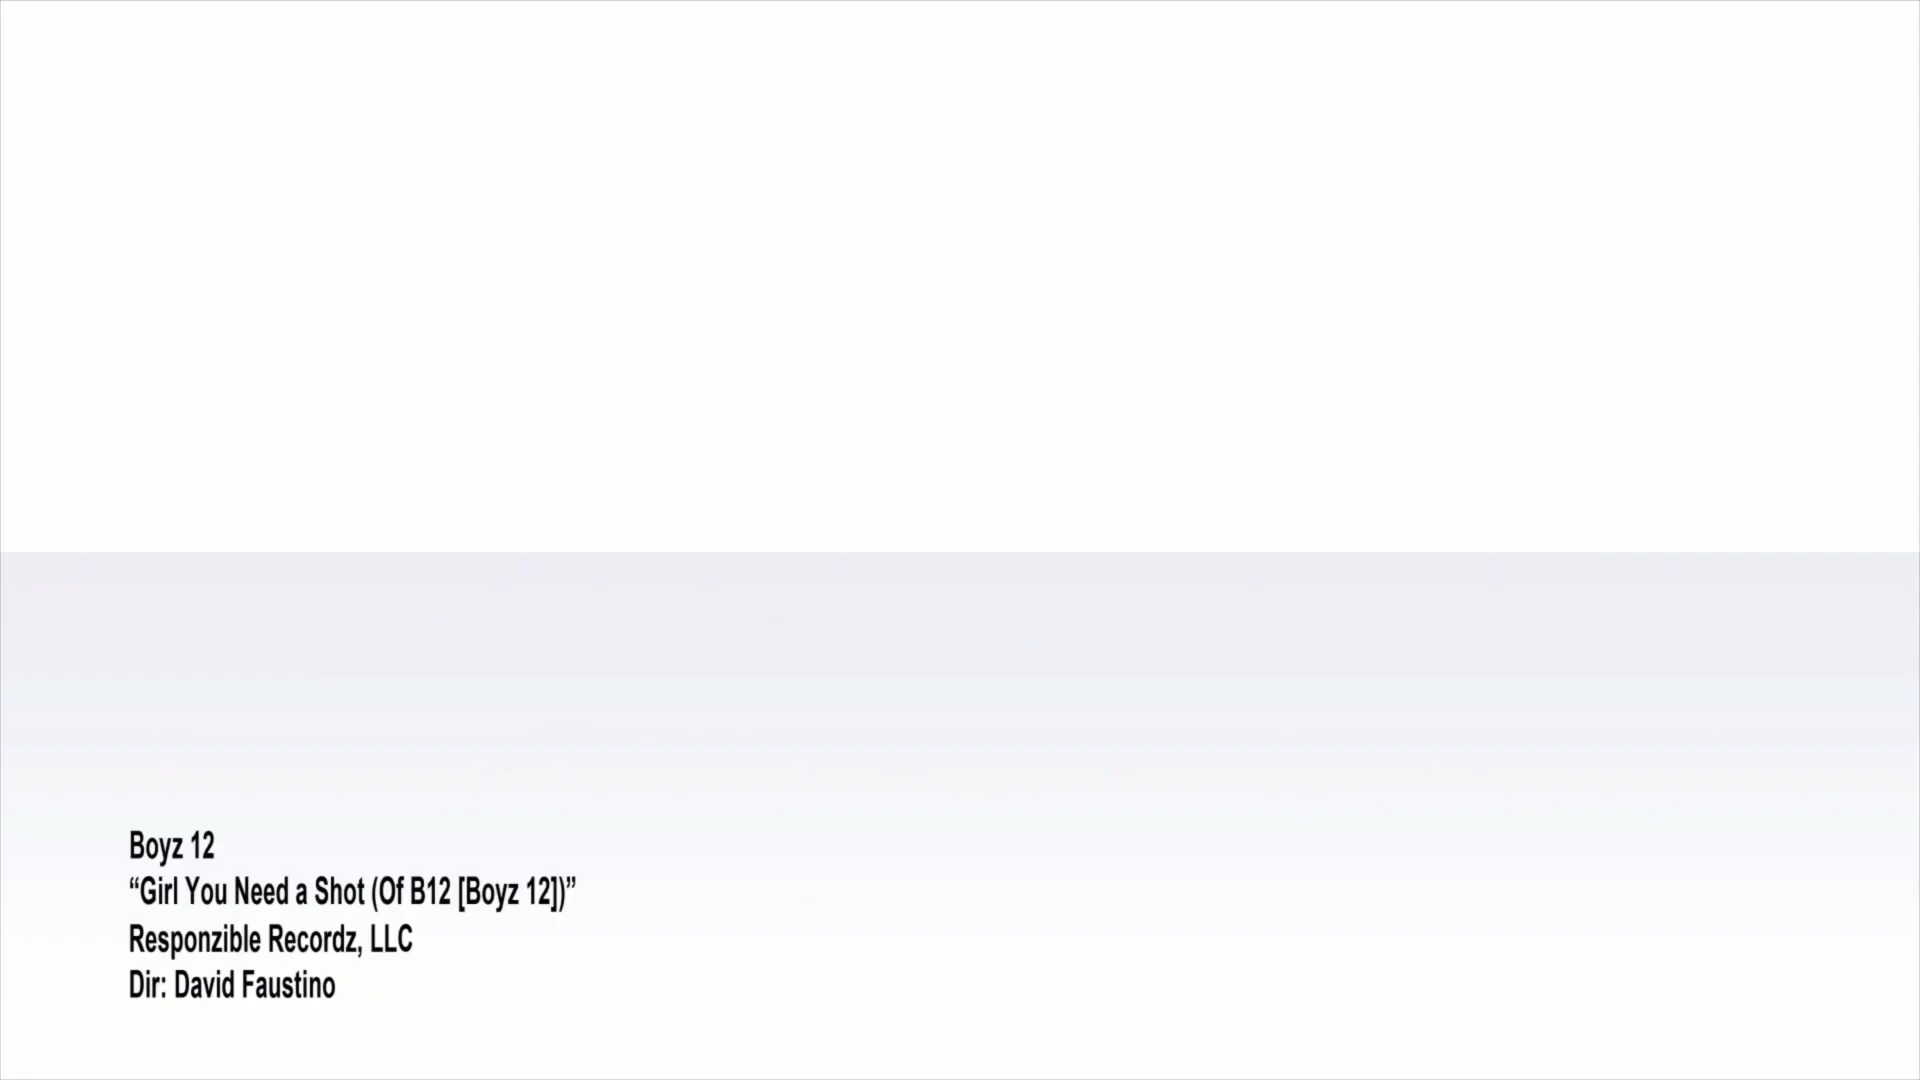 Boyz 12
“Girl You Need a Shot (Of B12 [Boyz 12])”
Responzible Recordz, LLC
Dir: David Faustino